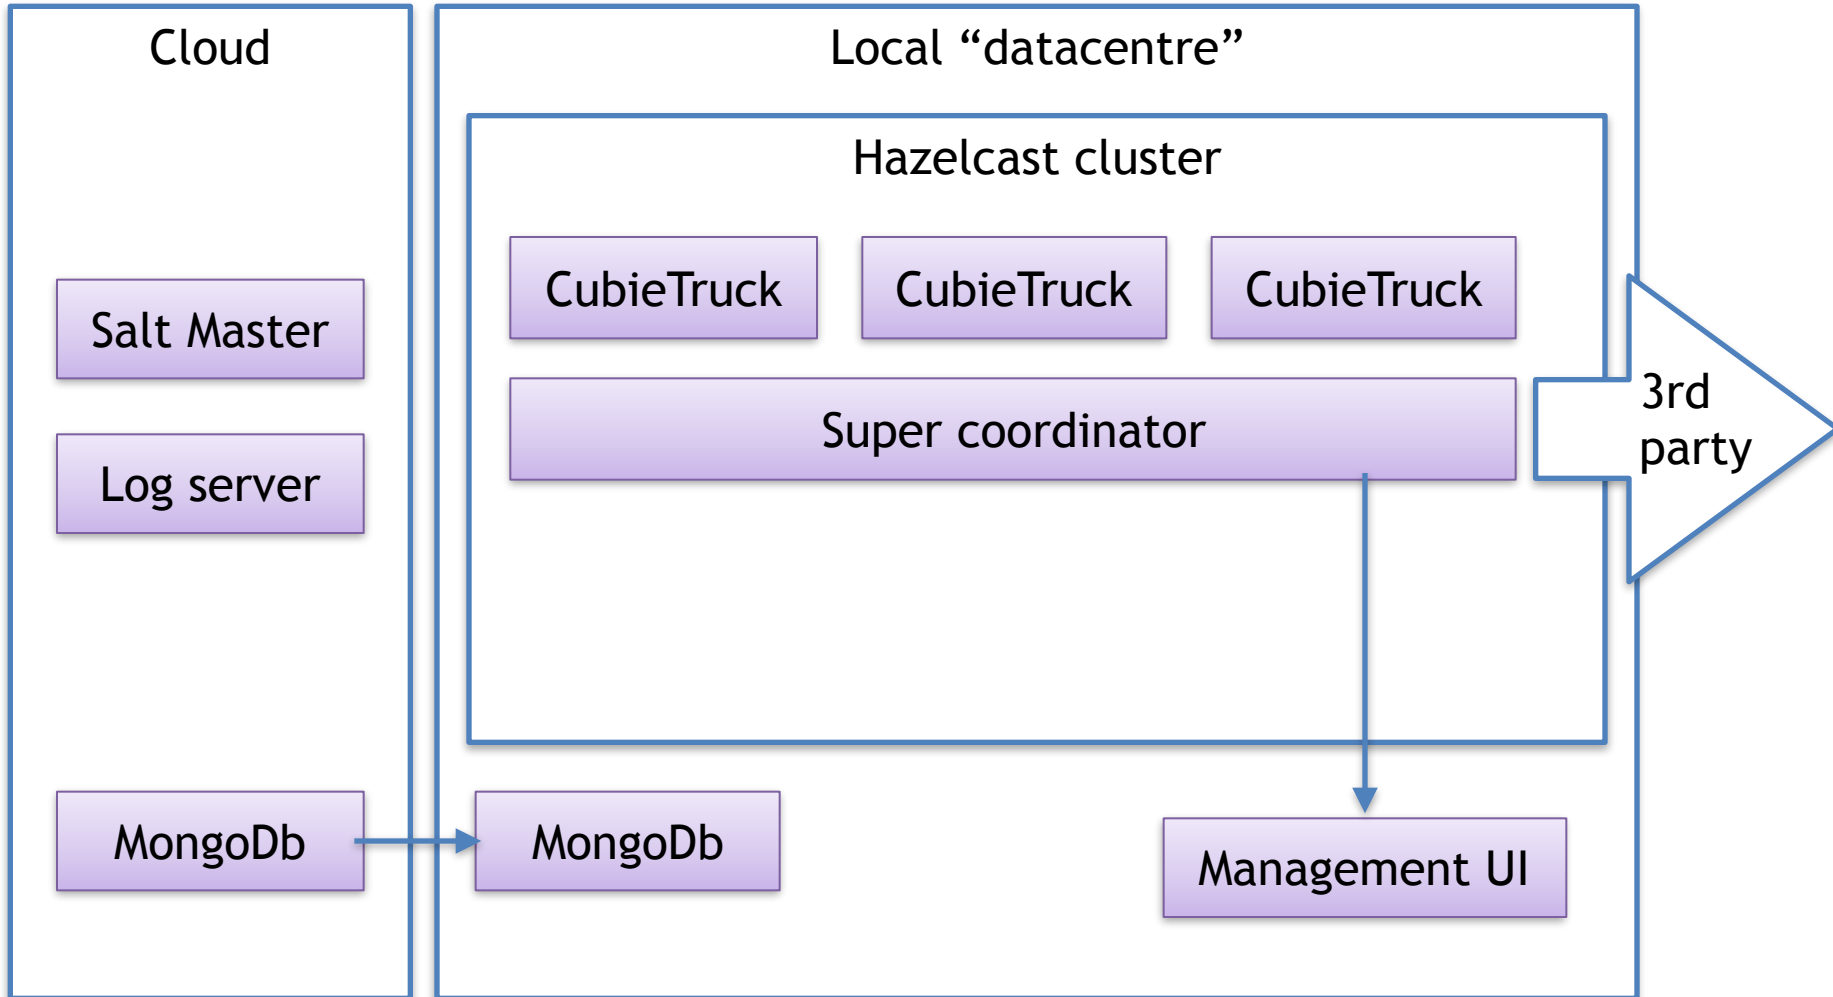 Cloud
Local “datacentre”
Hazelcast cluster
CubieTruck
CubieTruck
CubieTruck
Salt Master
Super coordinator
3rd
party
Log server
MongoDb
MongoDb
Management UI